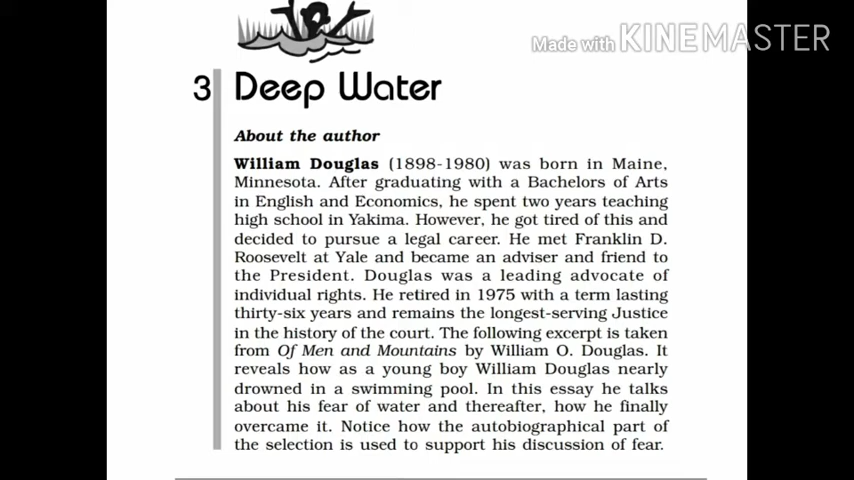 Made with KINEMASTER
3 Deep Water
About the author
William Douglas (1898-1980) was born in Maine,
Minnesota. After graduating with a Bachelors of Arts
in English and Economics, he spent two years teaching
high school in Yakima. However, he got tired of this and
decided to pursue a legal career. He met Franklin D.
Roosevelt at Yale and became an adviser and friend to
the President. Douglas was a leading advocate of
individual rights. He retired in 1975 with a term lasting
thirty-six years and remains the longest-serving Justice
in the history of the court. The following excerpt is taken
from Of Men and Mountains by William O. Douglas. It
reveals how as a young boy William Douglas nearly
drowned in a swimming pool. In this essay he talks
about his fear of water and thereafter, how he finally
overcame it. Notice how the autobiographical part of
the selection is used to support his discussion of fear.